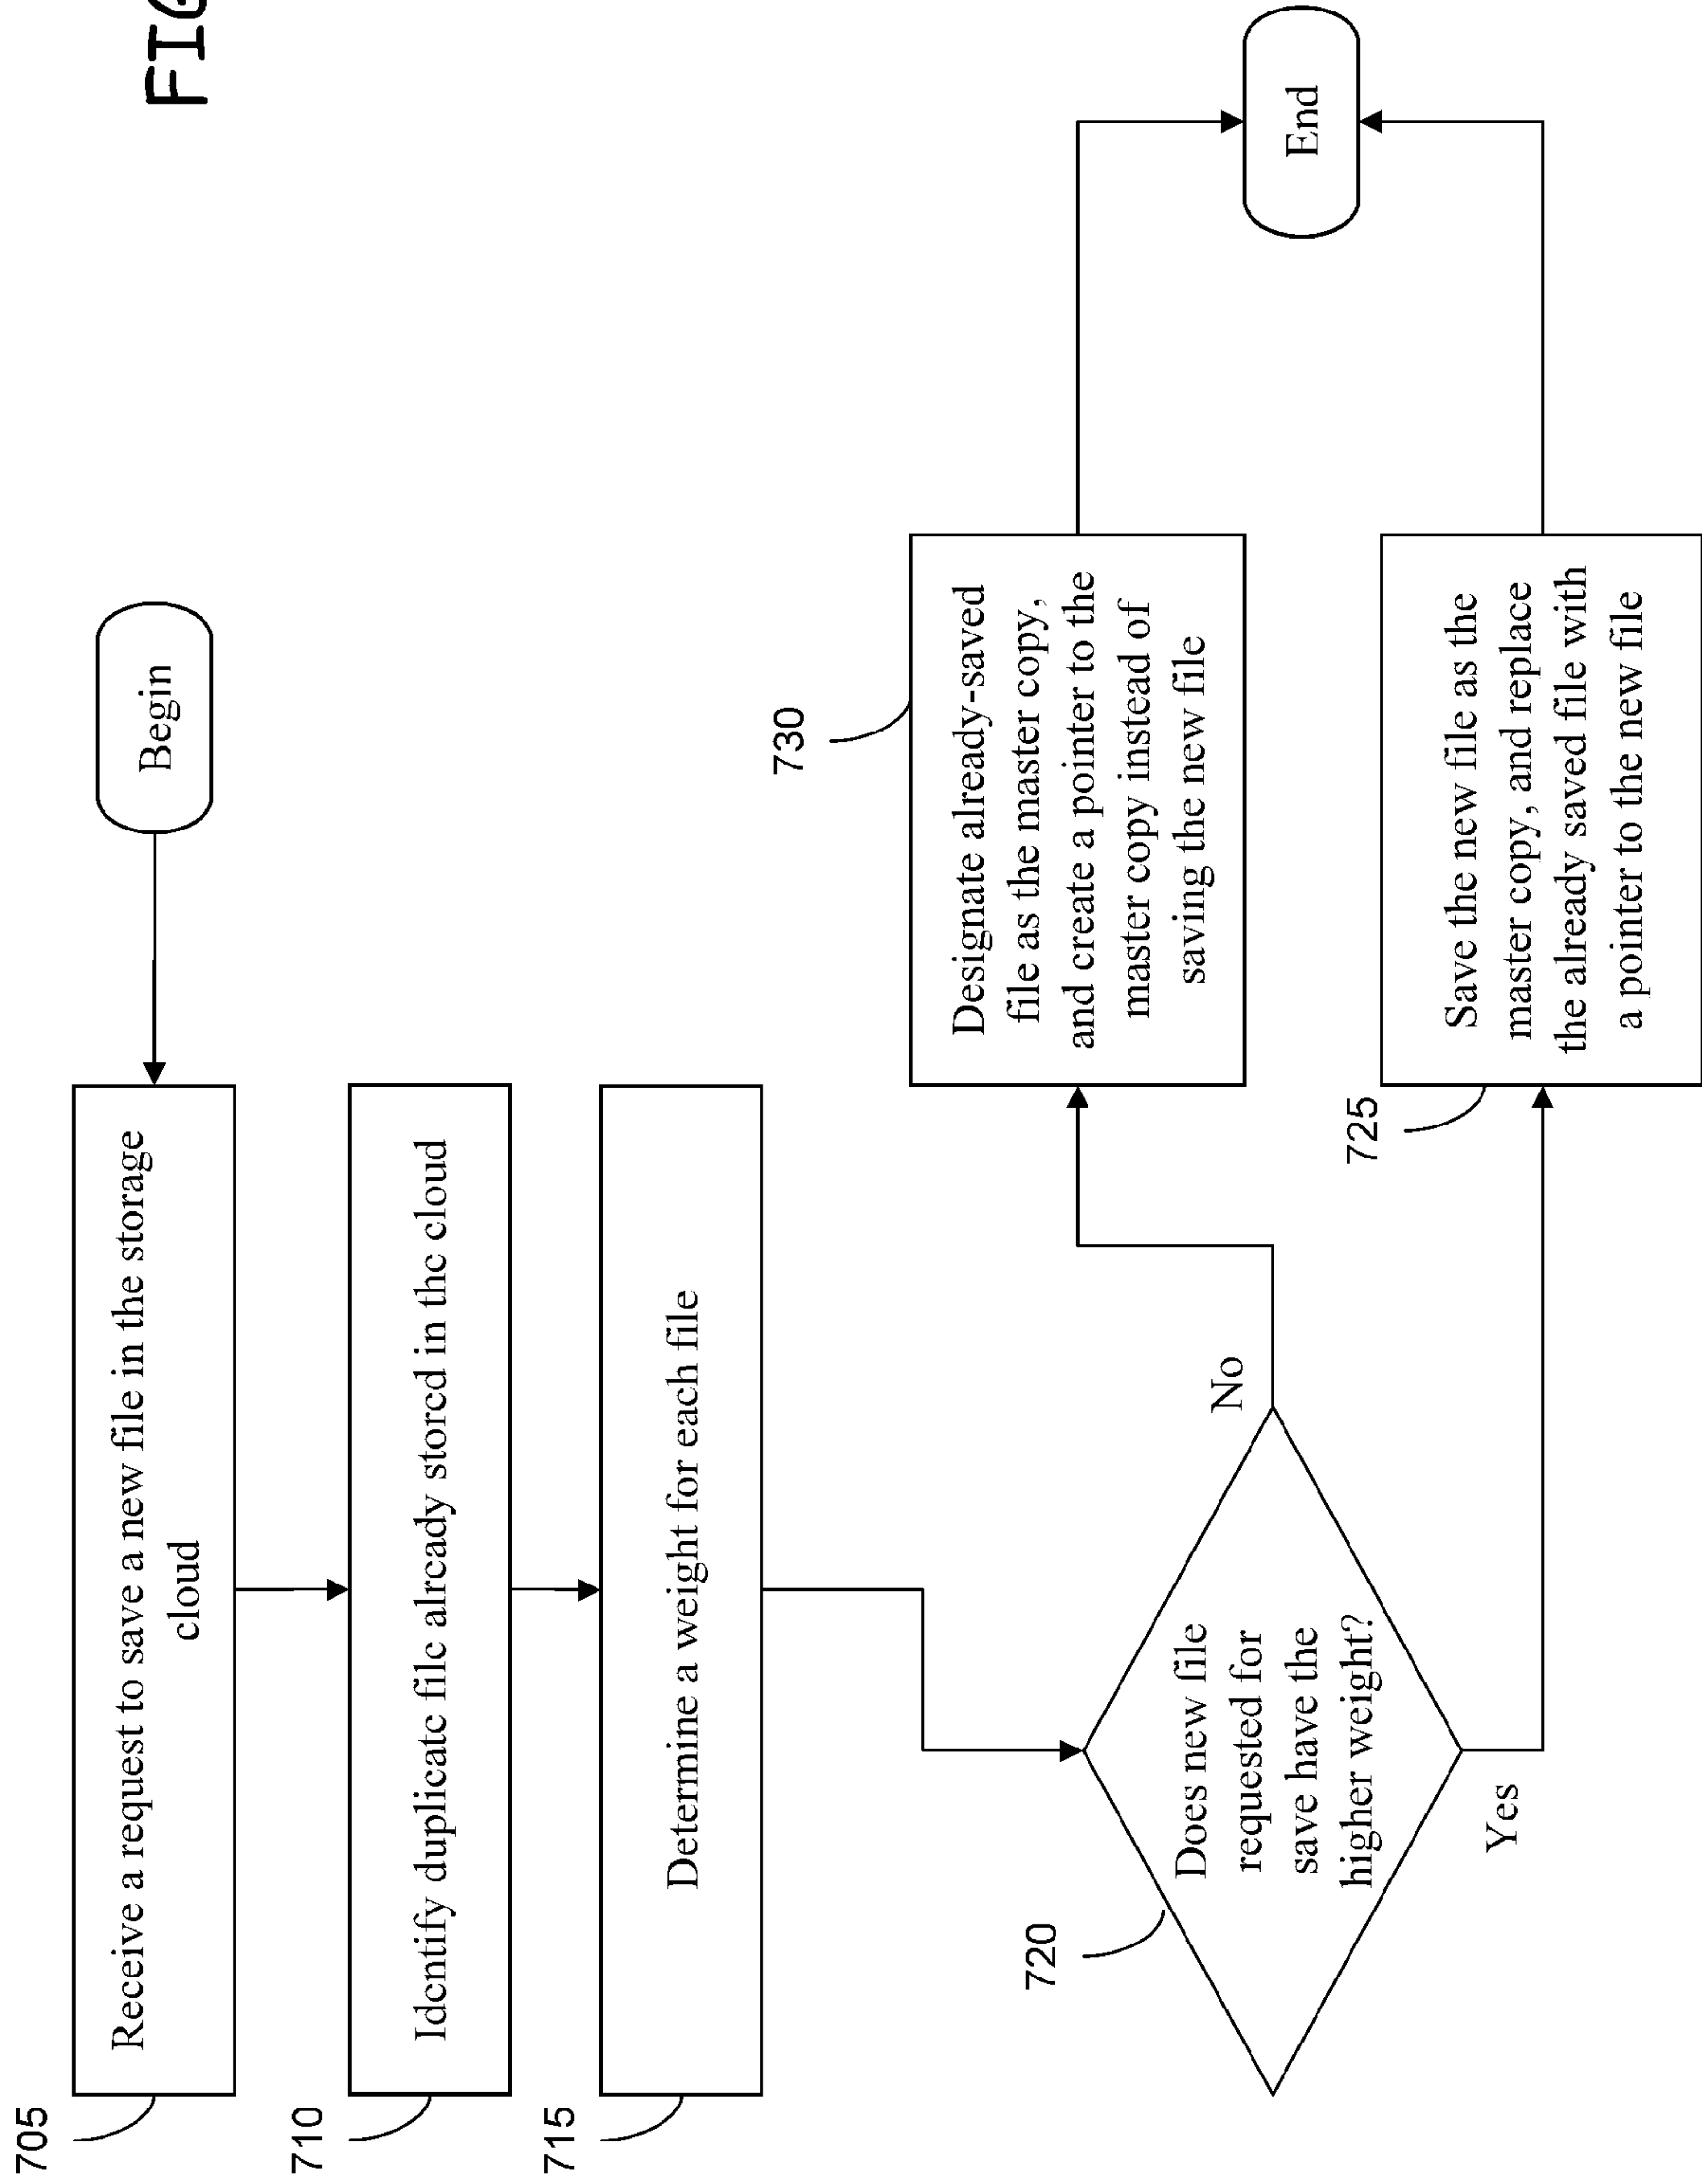 FIG
Begin
705
Receive a request to save a new file in the storage
cloud
710
Identify duplicate file already stored in the cloud
715
Determine a weight for each file
720
Does new file
requested for
save have the
higher weight?
No
Yes
730
Designate already-saved
file as the master copy,
and create a pointer to the
master copy instead of
saving the new file
725
Save the new file as the
master copy, and replace
the already saved file with
a pointer to the new file
End